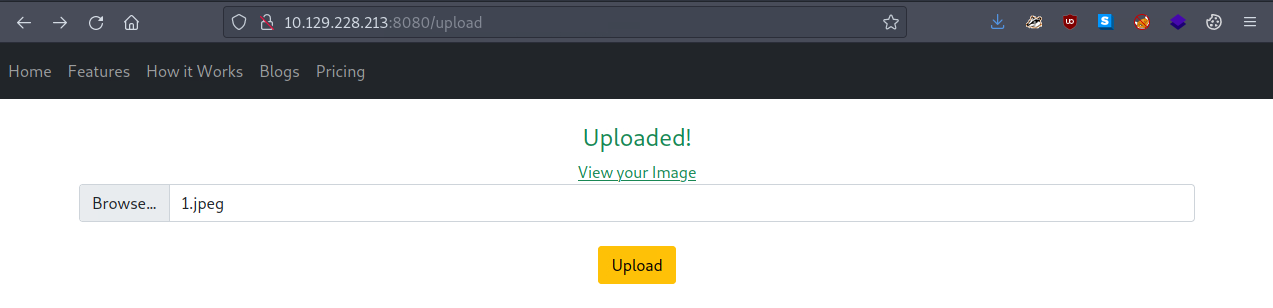 10.129.228.213:8080/upload
Home Features How it Works Blogs Pricing
Uploaded!
View your Image
Browse... 1.jpeg
Upload